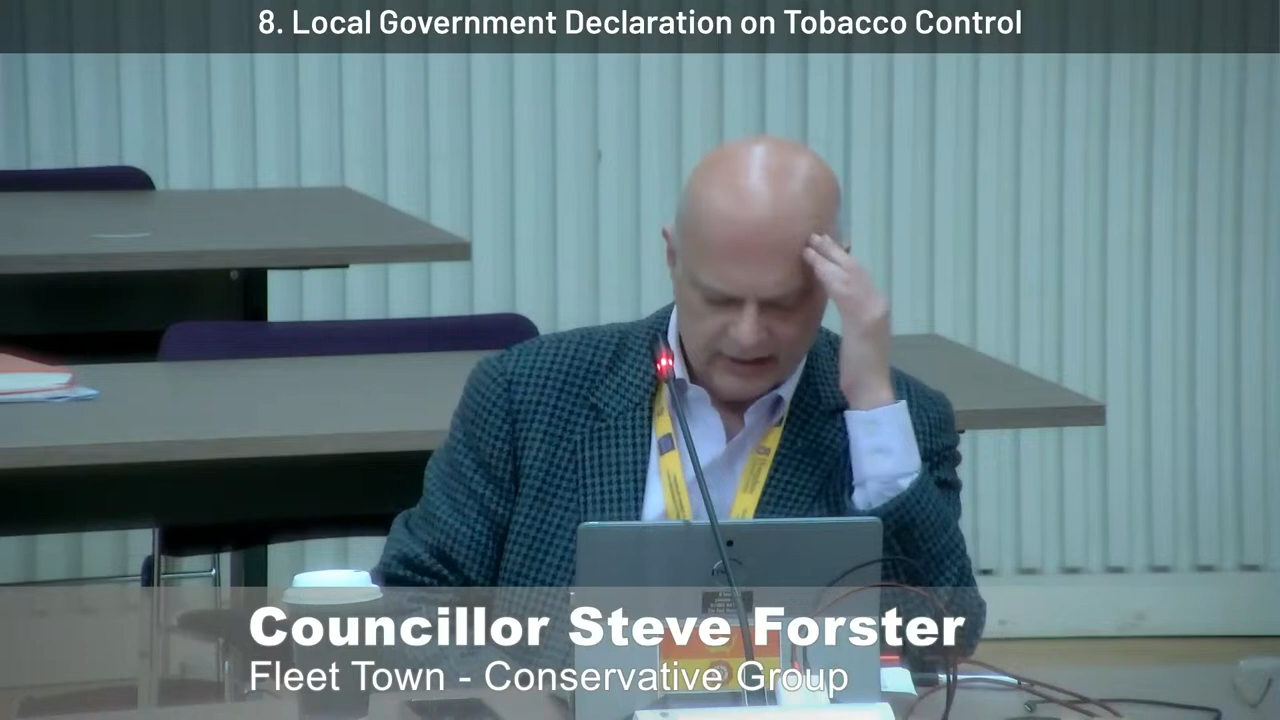 8. Local Government Declaration on Tobacco Control
Councillor Steve Forster
Fleet Town - Conservative Group